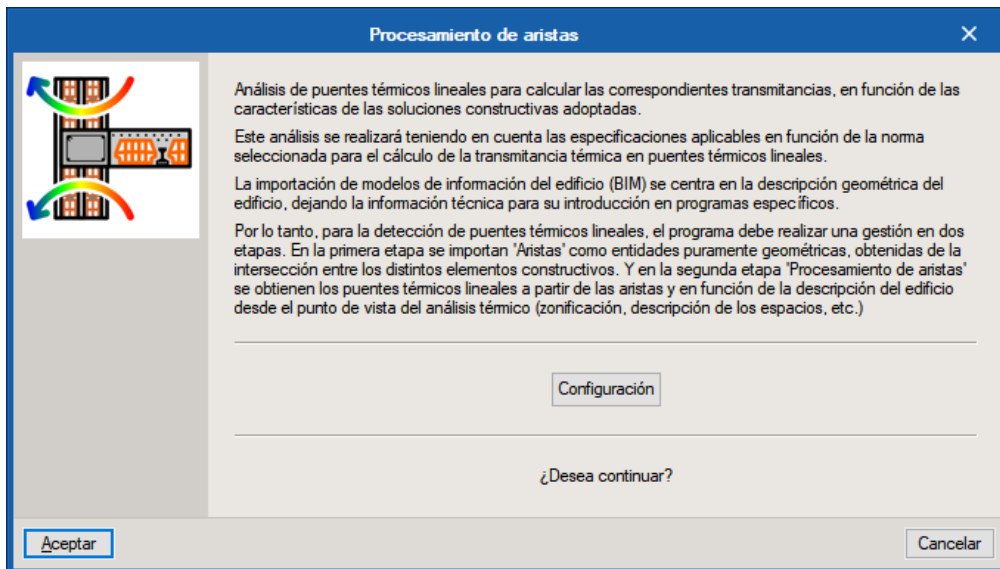 Procesamiento de aristas
Análisis de puentes térmicos lineales para calcular las correspondientes transmitancias, en función de las
características de las soluciones constructivas adoptadas.
Este análisis se realizará teniendo en cuenta las especificaciones aplicables en función de la norma
seleccionada para el cálculo de la transmitancia térmica en puentes térmicos lineales.
La importación de modelos de información del edificio (BIM) se centra en la descripción geométrica del
edificio, dejando la información técnica para su introducción en programas específicos.
Por lo tanto, para la detección de puentes térmicos lineales, el programa debe realizar una gestión en dos
etapas. En la primera etapa se importan 'Aristas' como entidades puramente geométricas, obtenidas de la
intersección entre los distintos elementos constructivos. Y en la segunda etapa 'Procesamiento de aristas'
se obtienen los puentes térmicos lineales a partir de las aristas y en función de la descripción del edificio
desde el punto de vista del análisis térmico (zonificación, descripción de los espacios, etc.)
Configuración
¿Desea continuar?
Aceptar
Cancelar